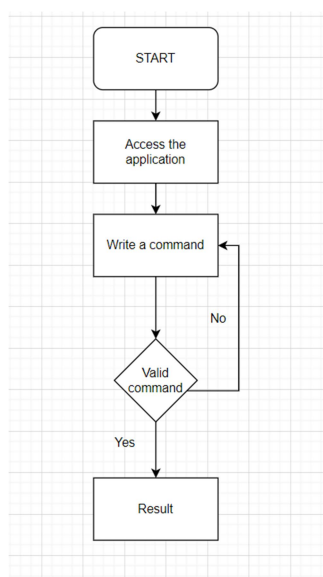 START
Access the
application
Write a command
No
Valid
command
Yes
Result